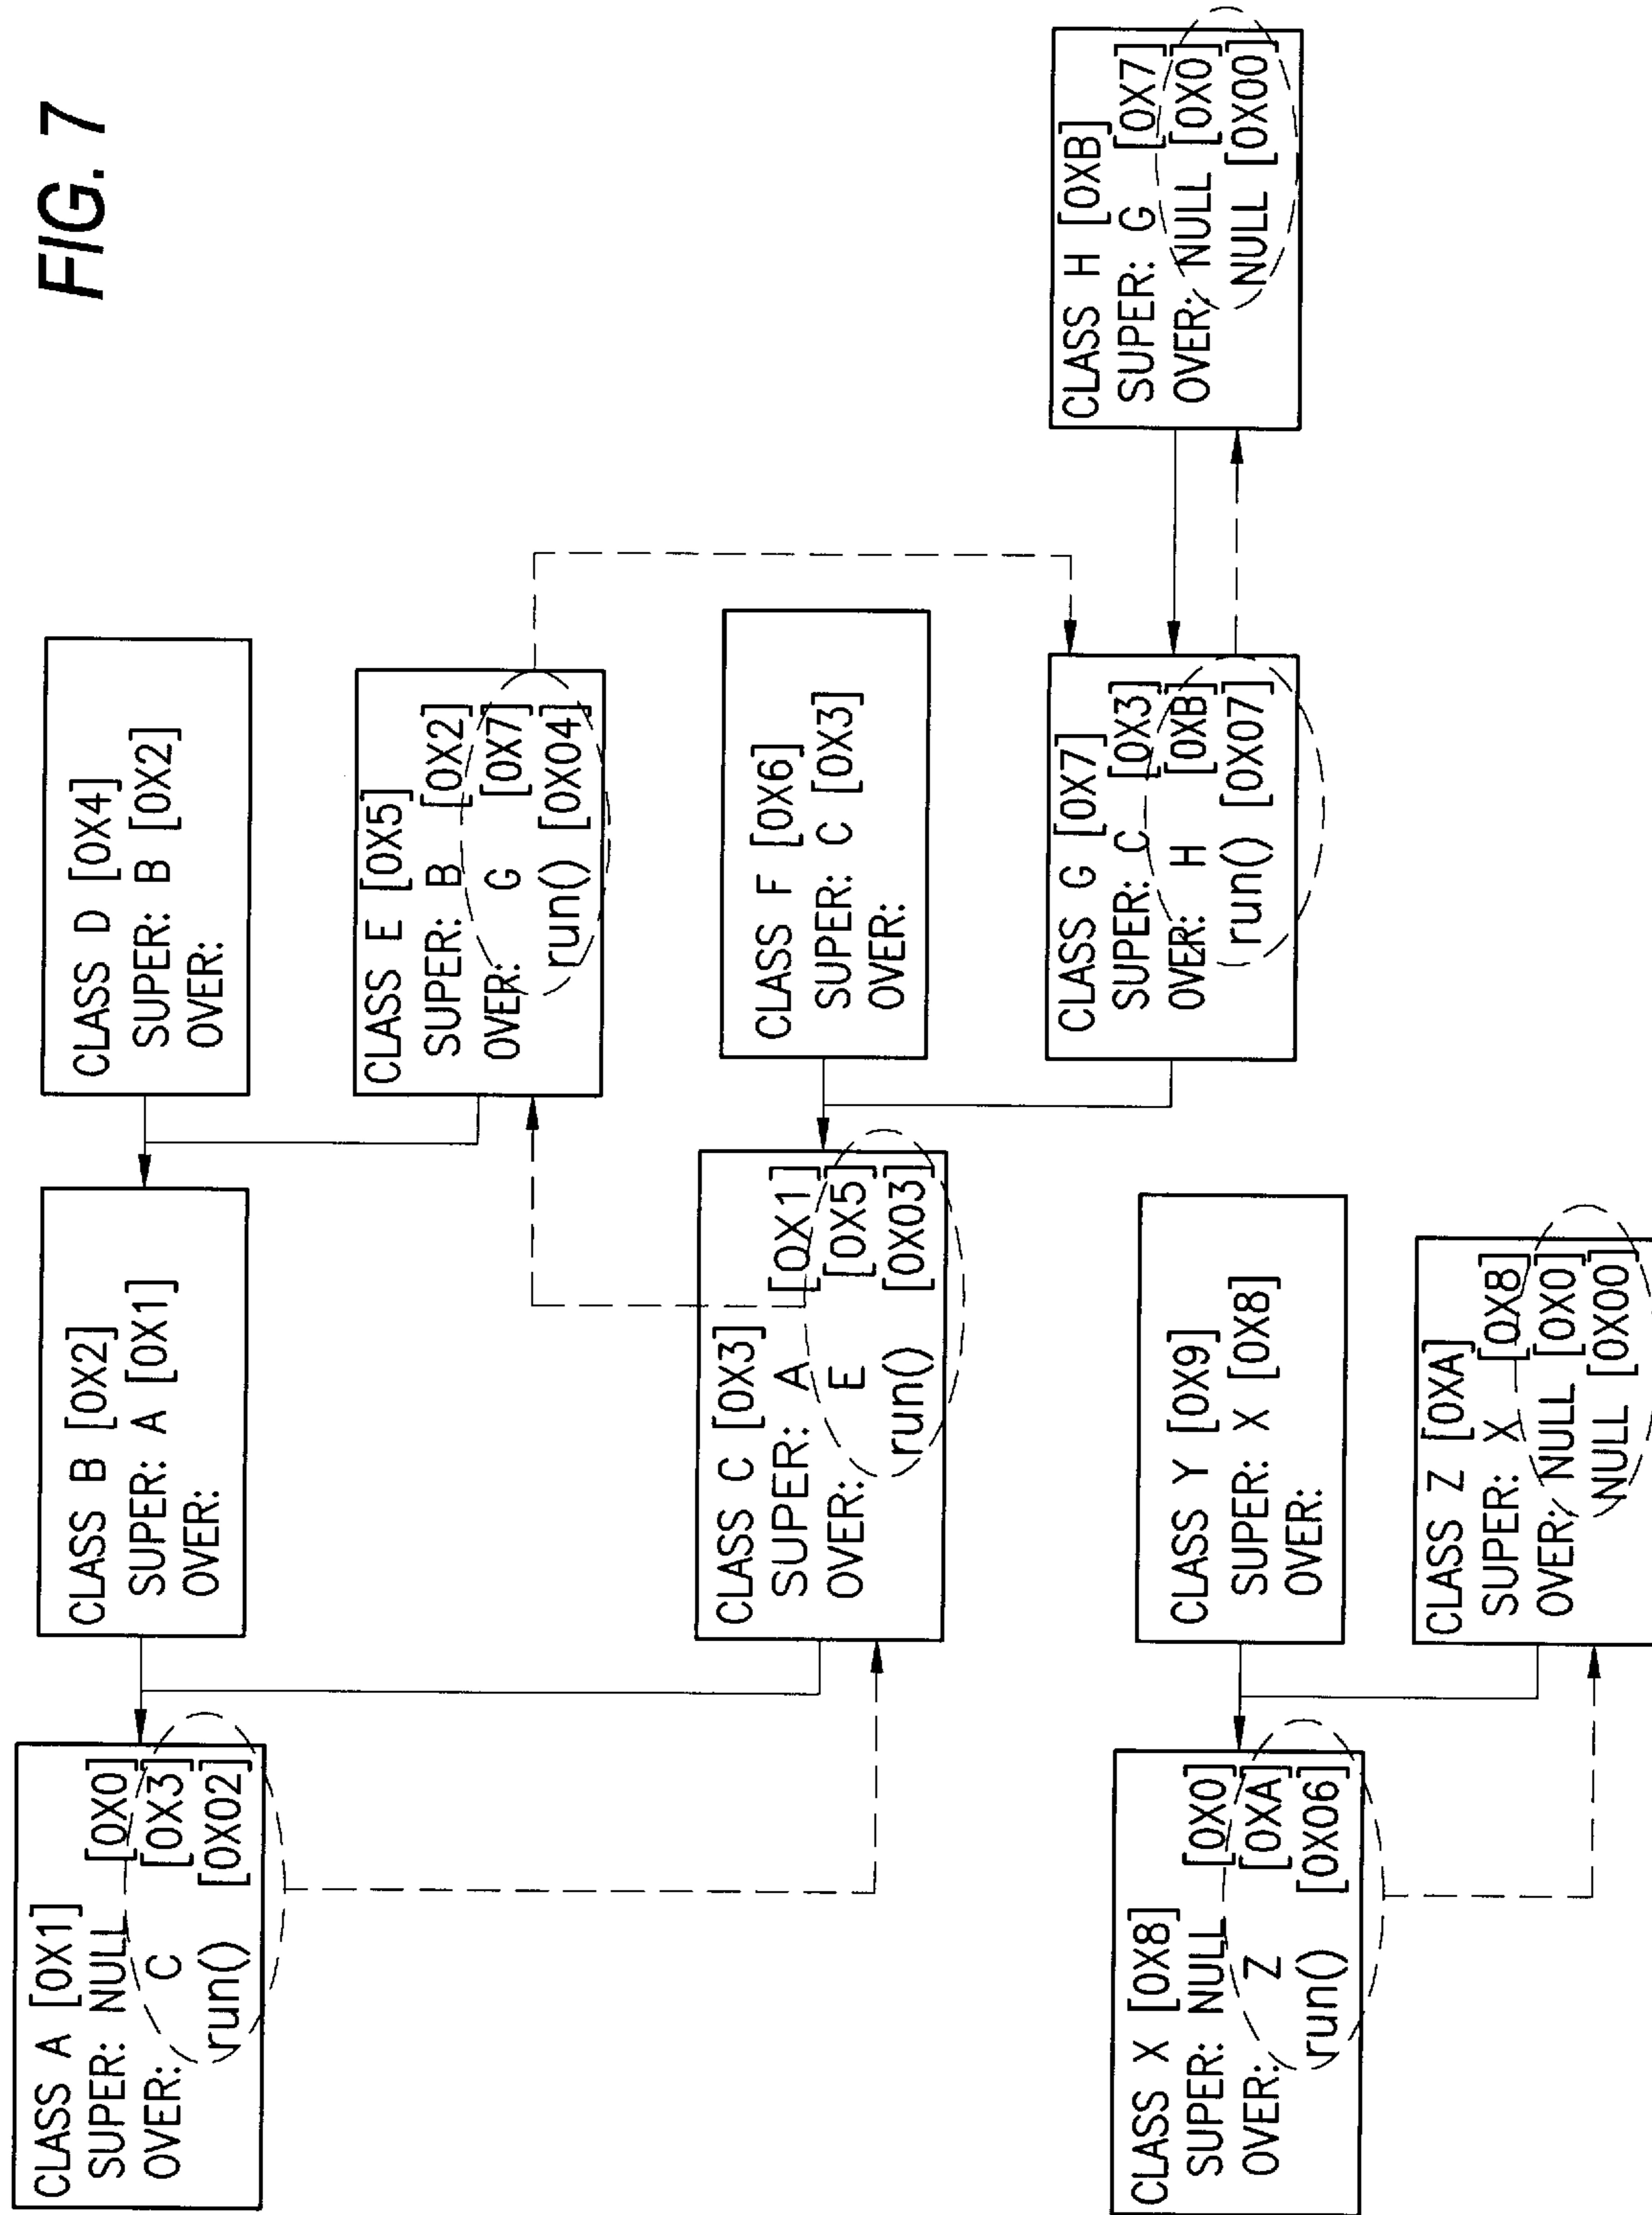 FIG. 7
CLASS A [0X1]
SUPER: NULL [0X0]
OVER: C [0X3]
run() [0X02]
CLASS B [0X2]
SUPER: A [0X1]
OVER:
CLASS D [0X4]
SUPER: B [0X2]
OVER:
CLASS E [0X5]
SUPER: B [0X2]
OVER: G [0X7]
run() [0X04]
CLASS C [0X3]
SUPER: A [0X1]
OVER: E [0X5]
run() [0X03]
CLASS F [0X6]
SUPER: C [0X3]
OVER:
CLASS G [0X7]
SUPER: C [0X3]
OVER: H [0XB]
run() [0X07]
CLASS H [0XB]
SUPER: G [0X7]
OVER: NULL [0X0]
NULL [0X00]
CLASS X [0X8]
SUPER: NULL [0X0]
OVER: Z [0XA]
run() [0X06]
CLASS Y [0X9]
SUPER: X [0X8]
OVER:
CLASS Z [0XA]
SUPER: X [0X8]
OVER: NULL [0X0]
NULL [0X00]